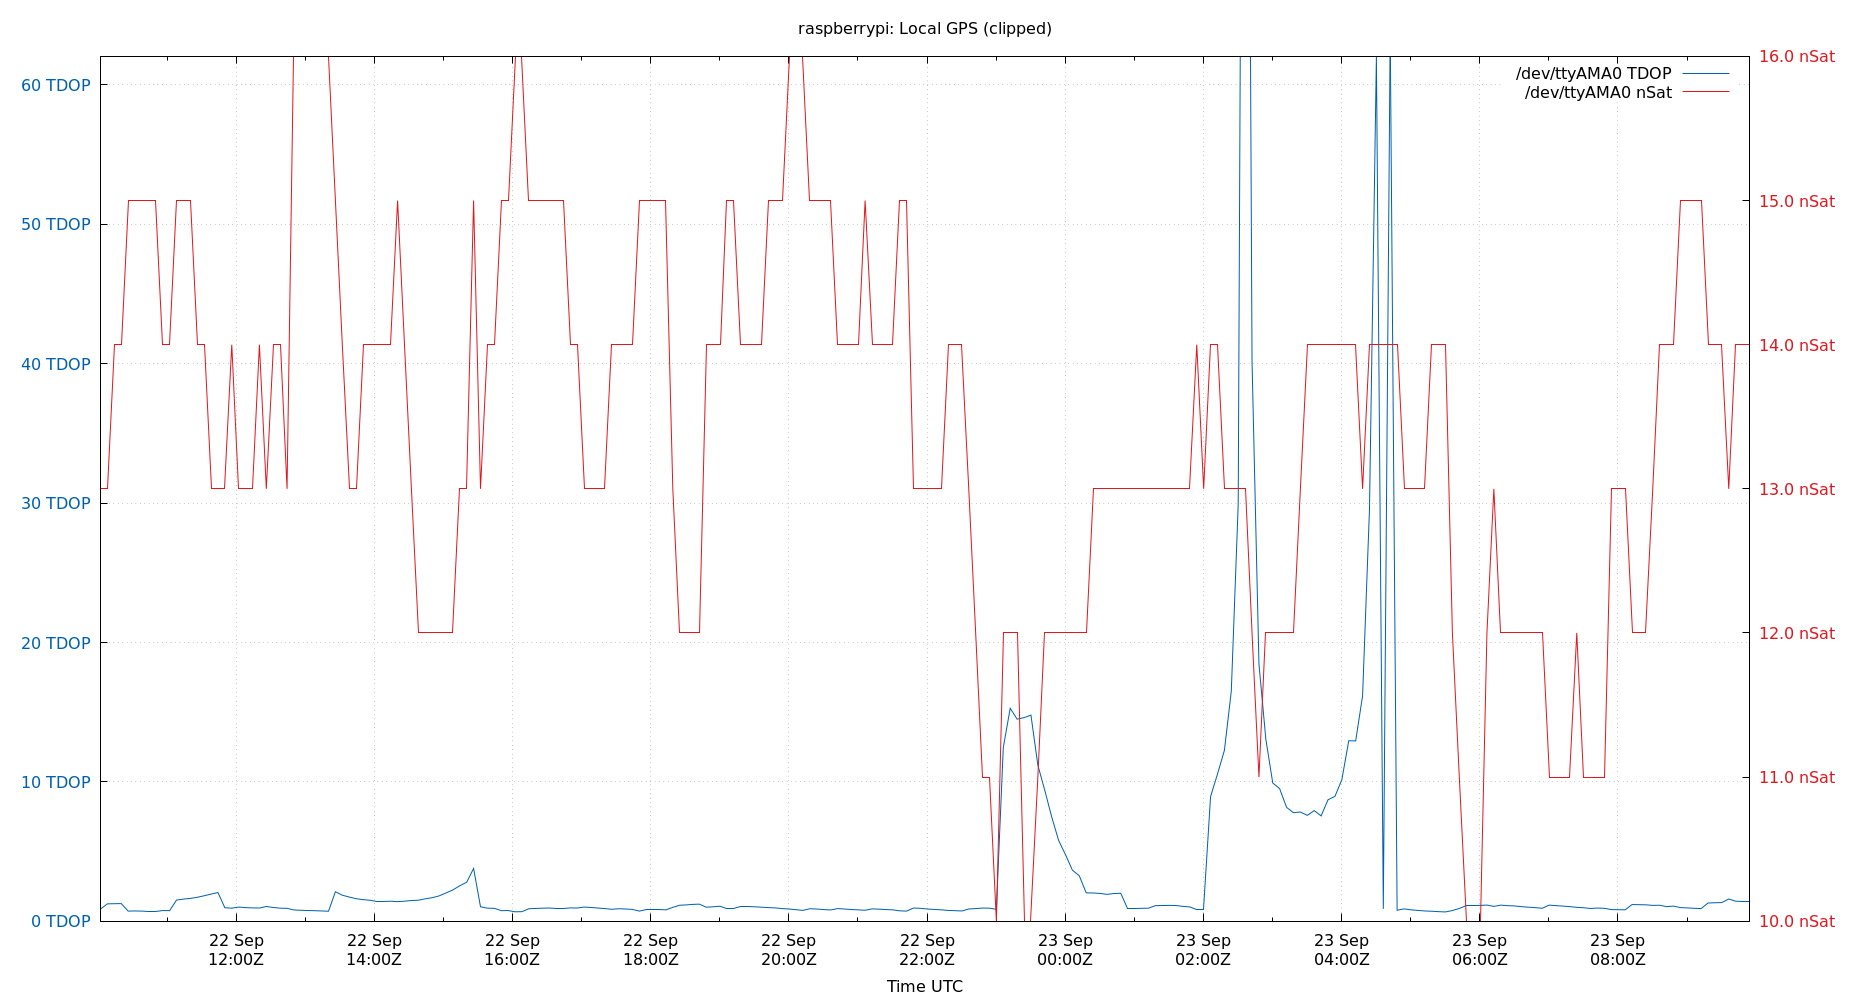 raspberrypi: Local GPS (clipped)
60 TDOP
50 TDOP
40 TDOP
30 TDOP
20 TDOP
10 TDOP
0 TDOP
16.0 nSat
15.0 nSat
14.0 nSat
13.0 nSat
12.0 nSat
11.0 nSat
10.0 nSat
/dev/ttyAMA0 TDOP
/dev/ttyAMA0 nSat
22 Sep
12:00Z
22 Sep
14:00Z
22 Sep
16:00Z
22 Sep
18:00Z
22 Sep
20:00Z
22 Sep
22:00Z
23 Sep
00:00Z
23 Sep
02:00Z
23 Sep
04:00Z
23 Sep
06:00Z
23 Sep
08:00Z
Time UTC